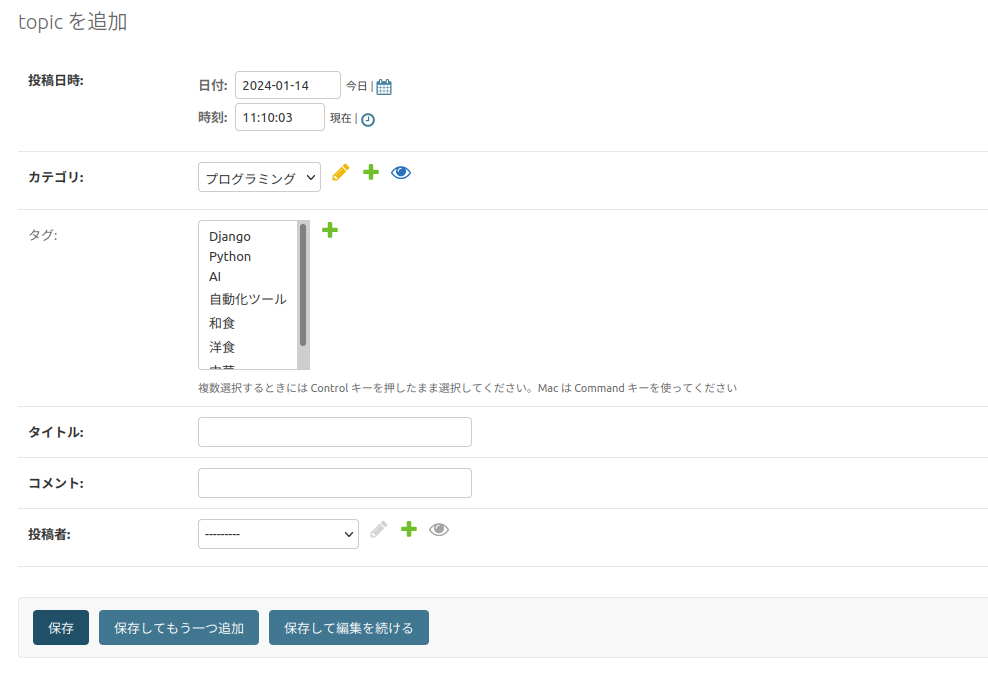 topic を追加
投稿日時:
日付: 2024-01-14 今日 |
時刻: 11:10:03 現在 |
カテゴリ: プログラミング
タグ:
Django
Python
AI
自動化ツール
和食
洋食
複数選択するときには Control キーを押したまま選択してください。Mac は Command キーを使ってください
タイトル:
コメント:
投稿者: ---------
保存 保存してもう一つ追加 保存して編集を続ける